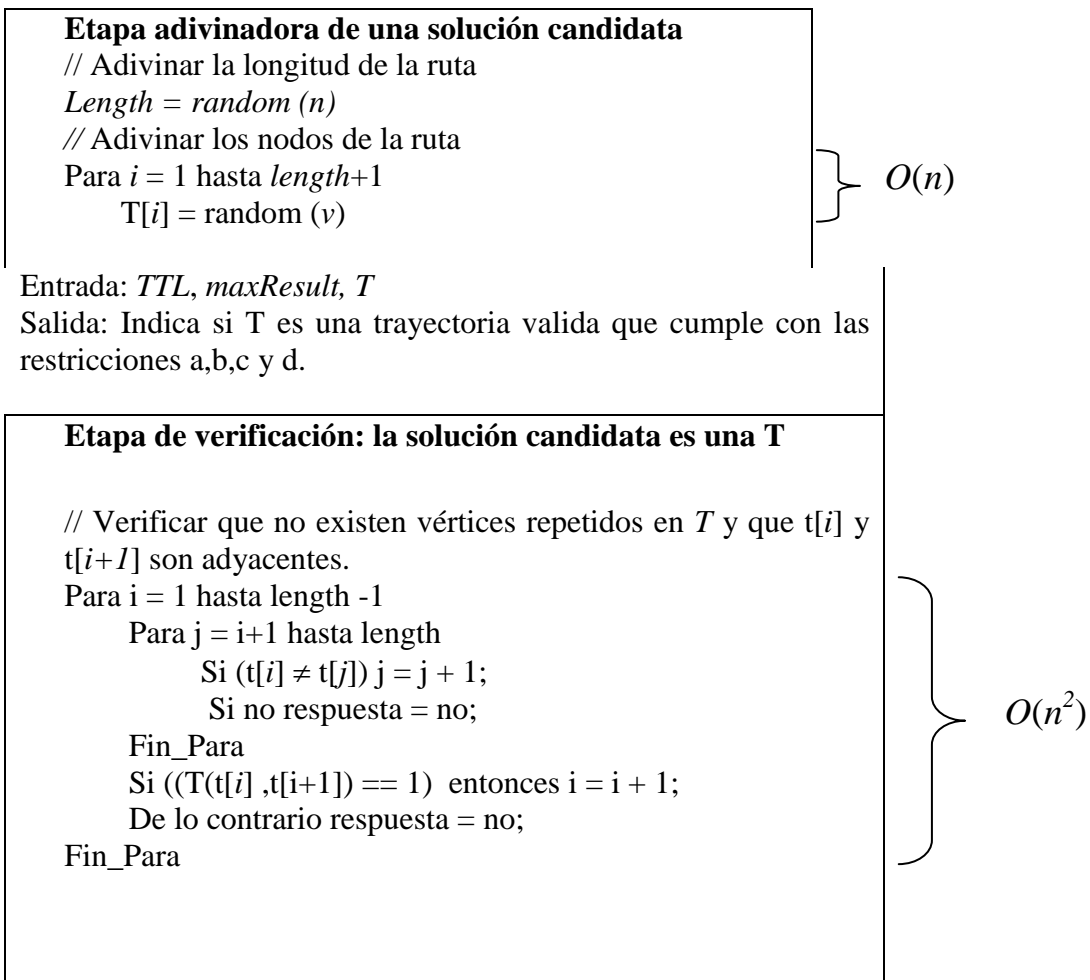 Etapa adivinadora de una solución candidata
// Adivinar la longitud de la ruta
Length = random (n)
// Adivinar los nodos de la ruta
Para i = 1 hasta length+1
T[i] = random (v)
O(n)
Entrada: TTL, maxResult, T
Salida: Indica si T es una trayectoria valida que cumple con las
restricciones a,b,c y d.
Etapa de verificación: la solución candidata es una T
// Verificar que no existen vértices repetidos en T y que t[i] y
t[i+1] son adyacentes.
Para i = 1 hasta length -1
Para j = i+1 hasta length
Si (t[i] ≠ t[j]) j = j + 1;
Si no respuesta = no;
Fin_Para
Si ((T(t[i] ,t[i+1]) == 1) entonces i = i + 1;
De lo contrario respuesta = no;
Fin_Para
O(n²)